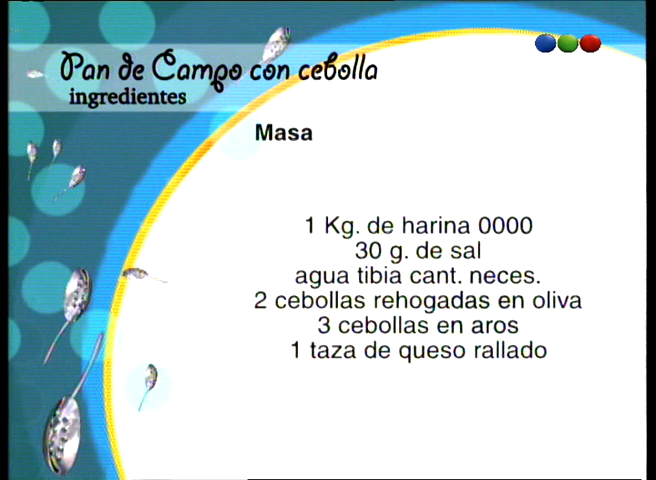 Pan de Campo con cebolla
ingredientes
Masa
1 Kg. de harina 0000
30 g. de sal
agua tibia cant. neces.
2 cebollas rehogadas en oliva
3 cebollas en aros
1 taza de queso rallado